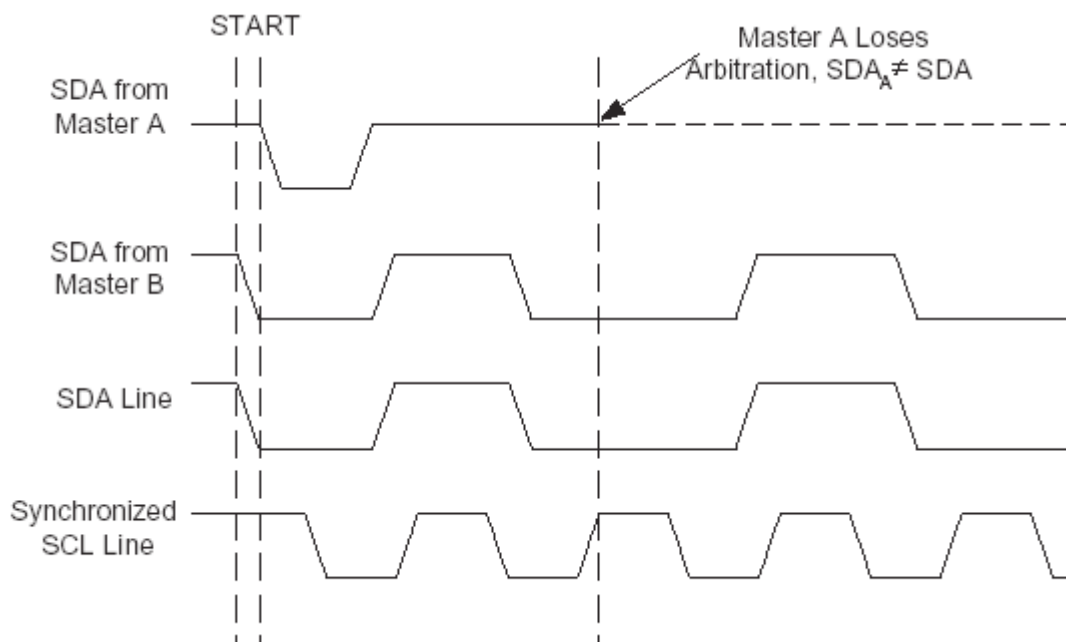 START
Master A Loses
Arbitration, SDA_A ≠ SDA
SDA from
Master A
SDA from
Master B
SDA Line
Synchronized
SCL Line